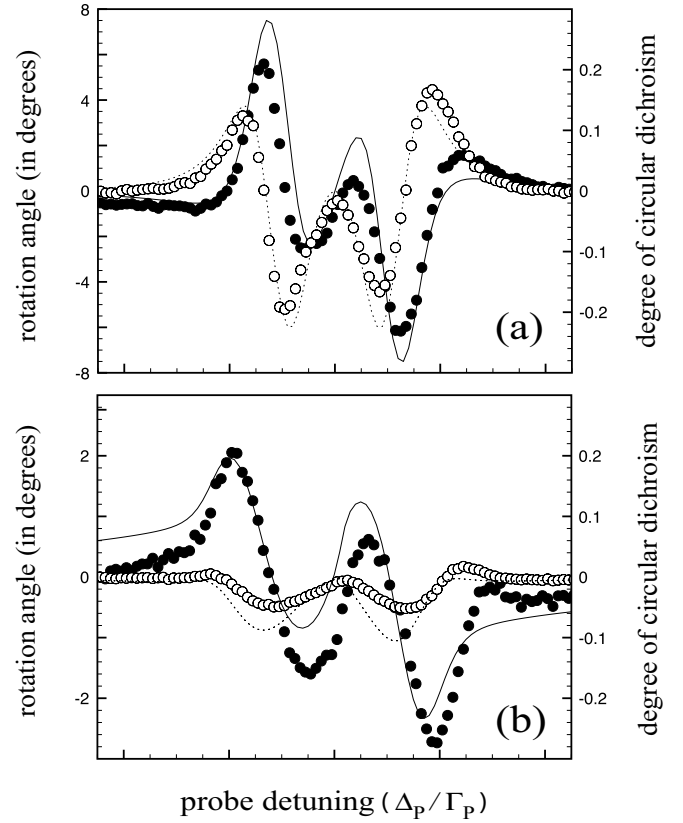 8
4
0
-4
-8
0.2
0.1
0
-0.1
-0.2
rotation angle (in degrees)
degree of circular dichroism
(a)
2
0
-2
0.2
0.1
0
-0.1
-0.2
rotation angle (in degrees)
degree of circular dichroism
(b)
probe detuning (Δ_P/Γ_P)